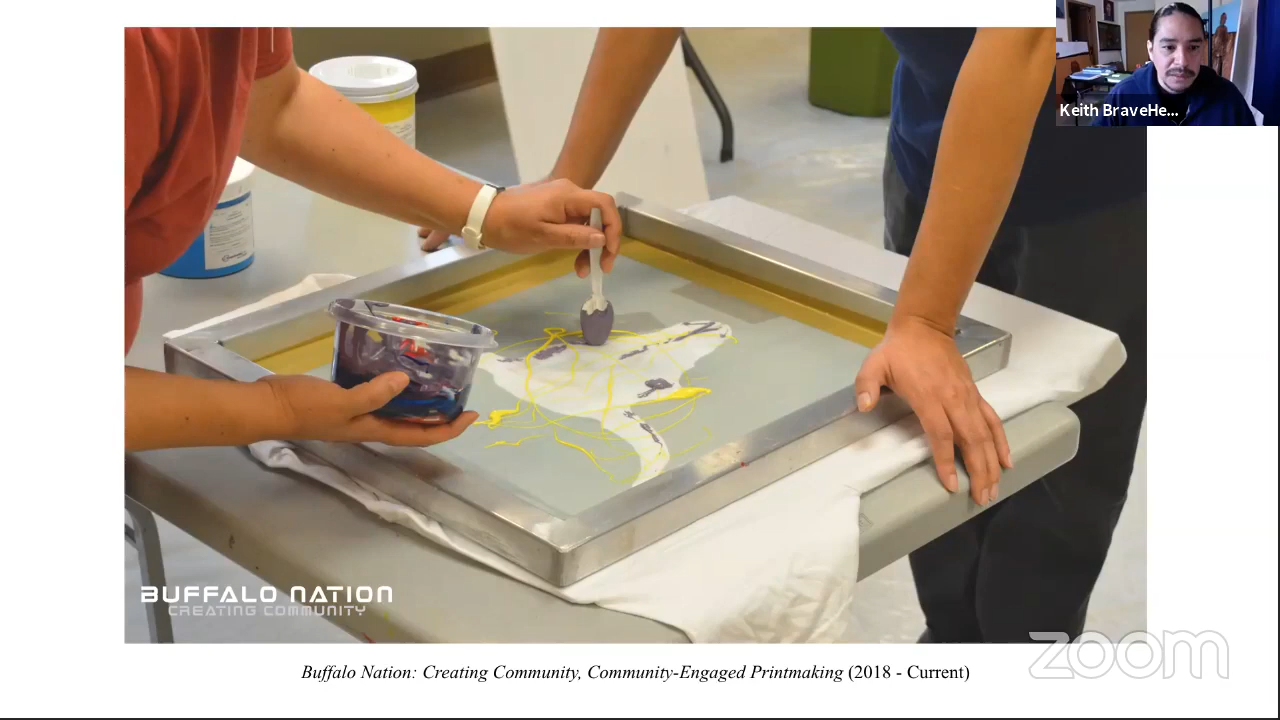 Keith BraveHe...
BUFFALO NATION
CREATING COMMUNITY
Buffalo Nation: Creating Community, Community-Engaged Printmaking (2018 - Current)
zoom